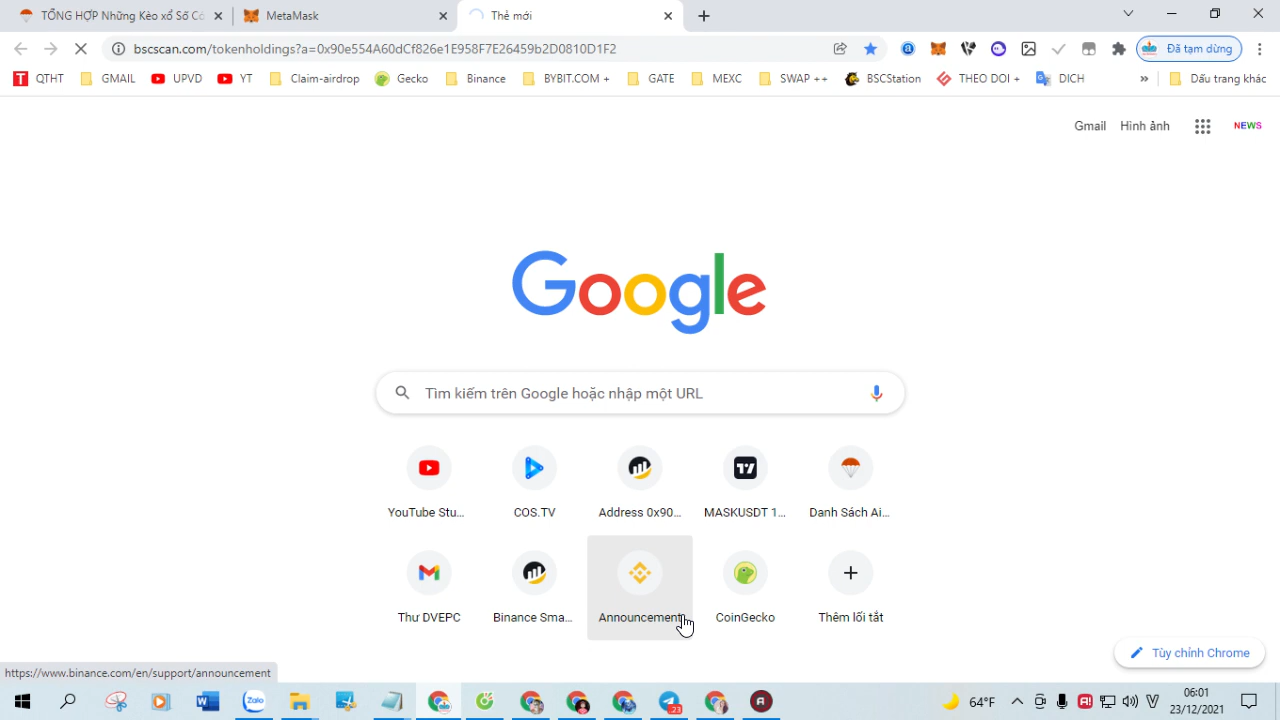 TỔNG HỢP Những Kèo xổ Số Có
MetaMask
Thẻ mới
bscscan.com/tokenholdings?a=0x90e554A60dCf826e1E958F7E26459b2D0810D1F2
Đã tạm dừng
QTHT
GMAIL
UPVD
YT
Claim-airdrop
Gecko
Binance
BYBIT.COM +
GATE
MEXC
SWAP ++
BSCStation
THEO DOI +
DICH
»
Dấu trang khác
Gmail
Hình ảnh
NEWS
Google
Tìm kiếm trên Google hoặc nhập một URL
YouTube Stu...
COS.TV
Address 0x90...
MASKUSDT 1...
Danh Sách Ai...
Thư DVEPC
Binance Sma...
Announcement
CoinGecko
Thêm lối tắt
Tùy chỉnh Chrome
https://www.binance.com/en/support/announcement
Zalo
23
64°F
06:01
23/12/2021